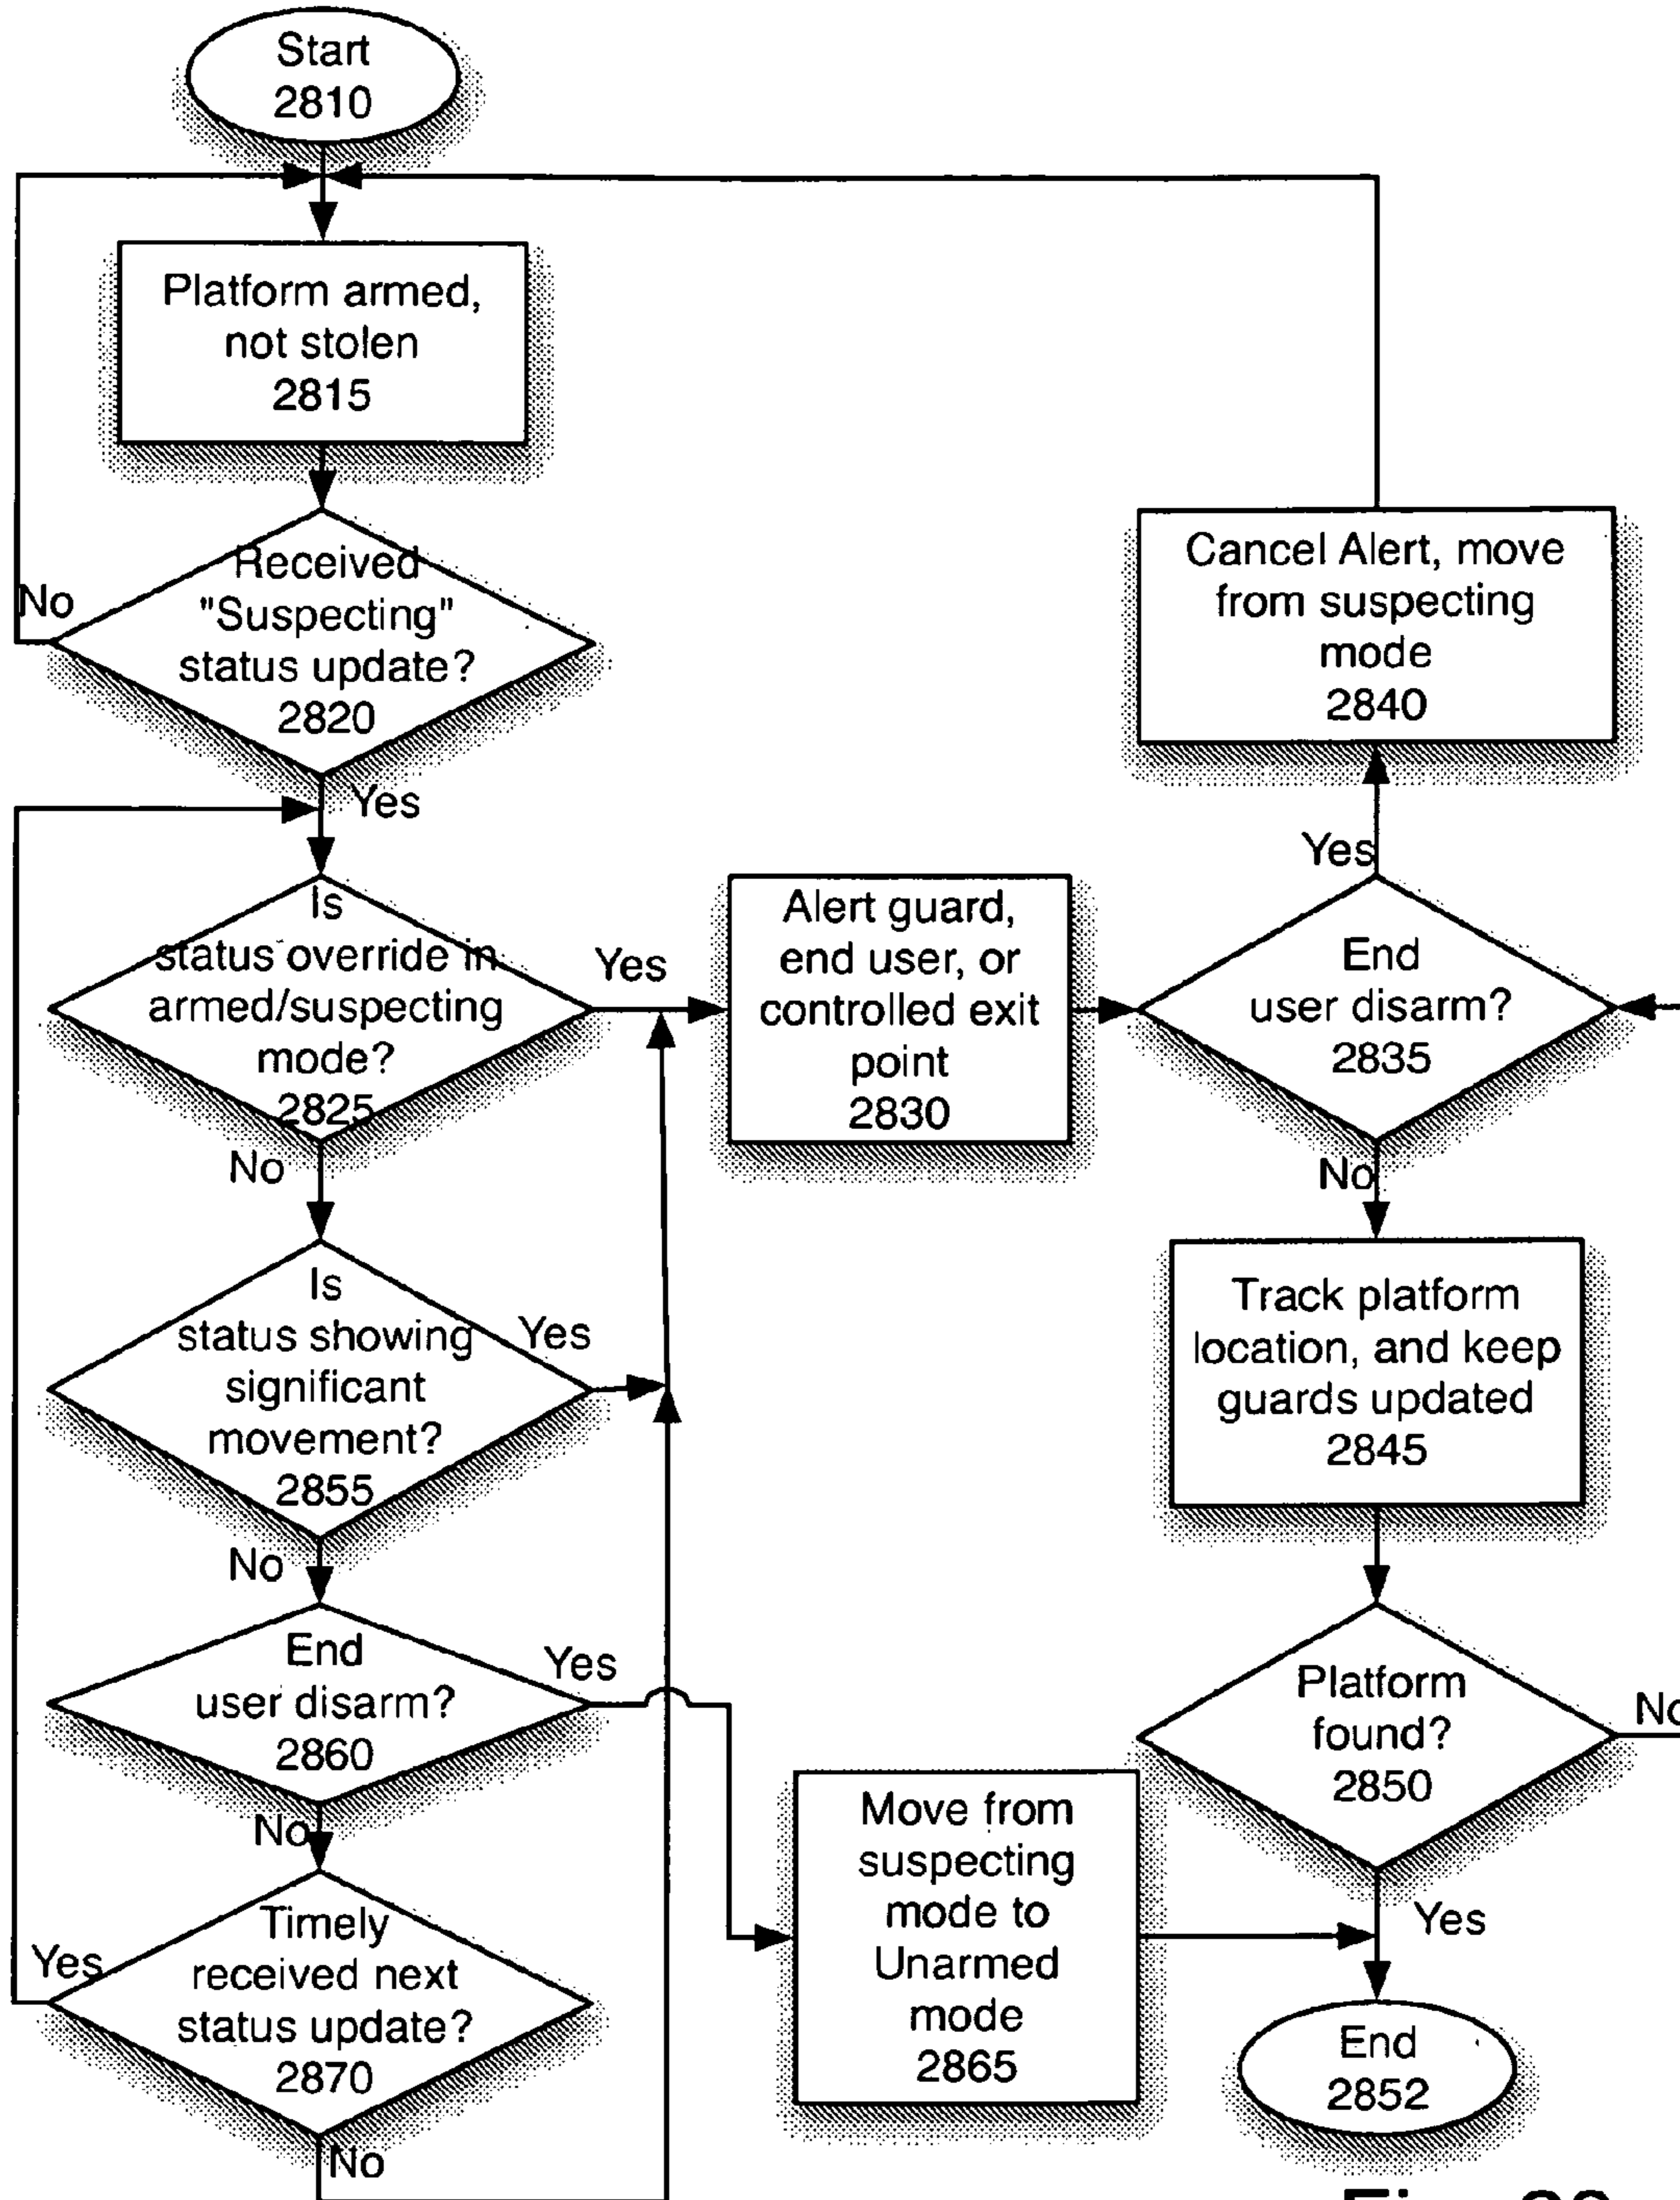 Start
2810
Platform armed,
not stolen
2815
Received
"Suspecting"
status update?
2820
No
Yes
Is
status override in
armed/suspecting
mode?
2825
Yes
No
Alert guard,
end user, or
controlled exit
point
2830
End
user disarm?
2835
Yes
No
Cancel Alert, move
from suspecting
mode
2840
Track platform
location, and keep
guards updated
2845
Is
status showing
significant
movement?
2855
Yes
No
End
user disarm?
2860
Yes
No
Move from
suspecting
mode to
Unarmed
mode
2865
Platform
found?
2850
No
Yes
Timely
received next
status update?
2870
Yes
No
End
2852